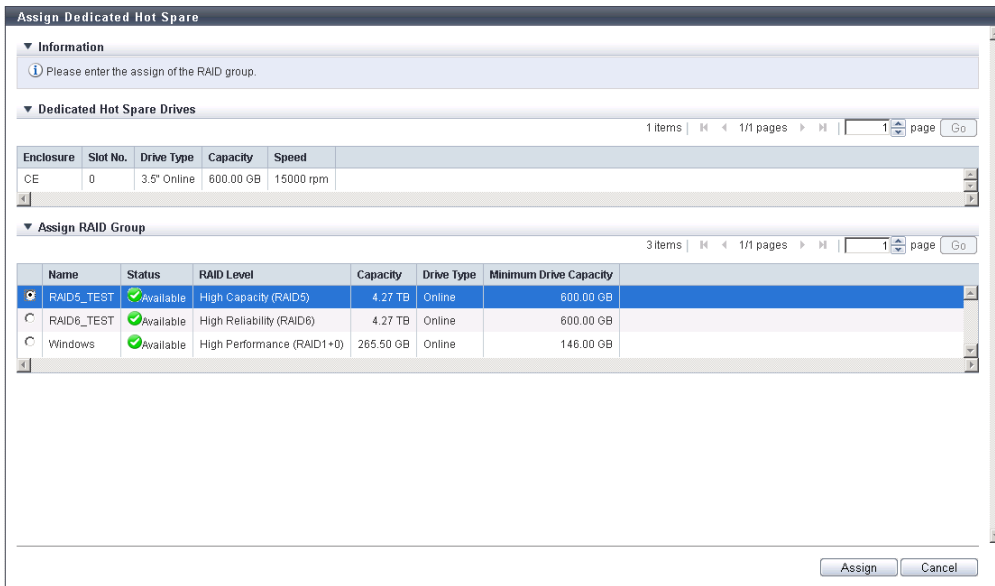 Assign Dedicated Hot Spare
Information
Please enter the assign of the RAID group.
Dedicated Hot Spare Drives
1 items | 1/1 pages | 1 page Go
Enclosure Slot No. Drive Type Capacity Speed
CE 0 3.5" Online 600.00 GB 15000 rpm
Assign RAID Group
3 items | 1/1 pages | 1 page Go
Name Status RAID Level Capacity Drive Type Minimum Drive Capacity
RAID5_TEST Available High Capacity (RAID5) 4.27 TB Online 600.00 GB
RAID6_TEST Available High Reliability (RAID6) 4.27 TB Online 600.00 GB
Windows Available High Performance (RAID1+0) 265.50 GB Online 146.00 GB
Assign Cancel